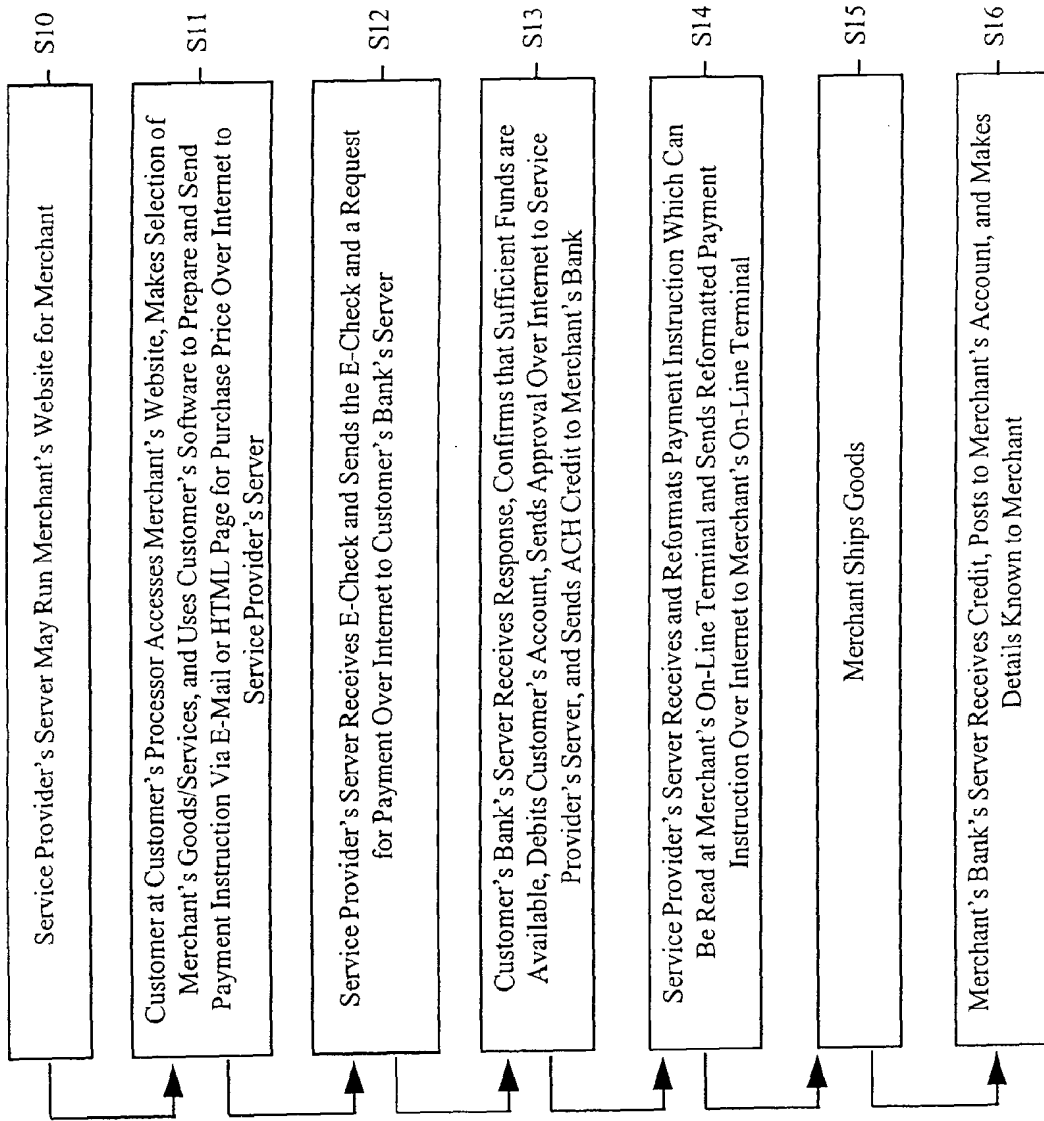 Service Provider's Server May Run Merchant's Website for Merchant
S10
Customer at Customer's Processor Accesses Merchant's Website, Makes Selection of
Merchant's Goods/Services, and Uses Customer's Software to Prepare and Send
Payment Instruction Via E-Mail or HTML Page for Purchase Price Over Internet to
Service Provider's Server
S11
Service Provider's Server Receives E-Check and Sends the E-Check and a Request
for Payment Over Internet to Customer's Bank's Server
S12
Customer's Bank's Server Receives Response, Confirms that Sufficient Funds are
Available, Debits Customer's Account, Sends Approval Over Internet to Service
Provider's Server, and Sends ACH Credit to Merchant's Bank
S13
Service Provider's Server Receives and Reformats Payment Instruction Which Can
Be Read at Merchant's On-Line Terminal and Sends Reformatted Payment
Instruction Over Internet to Merchant's On-Line Terminal
S14
Merchant Ships Goods
S15
Merchant's Bank's Server Receives Credit, Posts to Merchant's Account, and Makes
Details Known to Merchant
S16